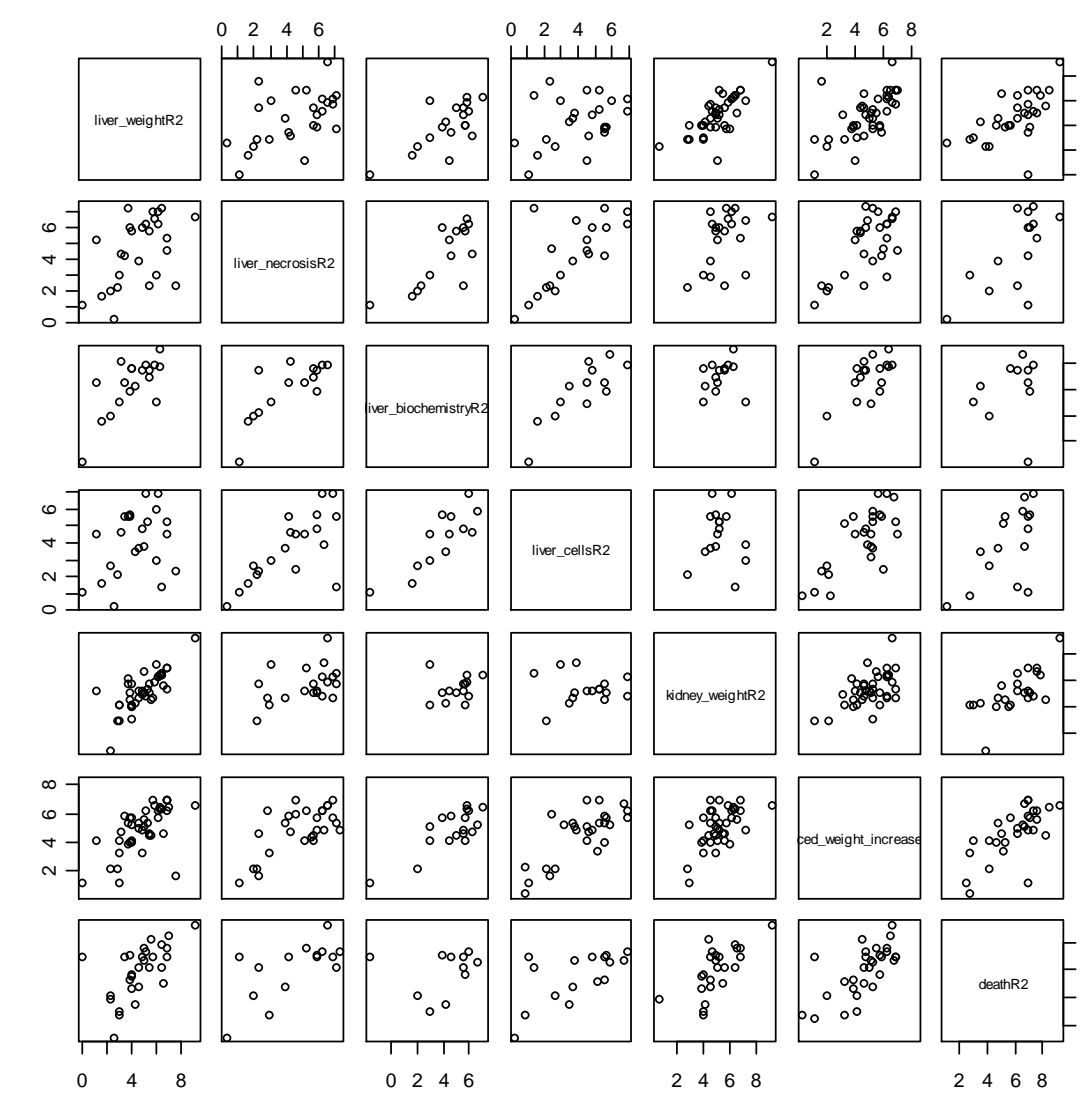 0 2 4 6 0 2 4 6 2 4 6 8
liver_weightR2
0 2 4 6
liver_necrosisR2
liver_biochemistryR2
0 2 4 6
liver_cellsR2
kidney_weightR2
2 4 6 8
ced_weight_increase
deathR2
0 4 8 0 2 4 6 2 4 6 8 2 4 6 8